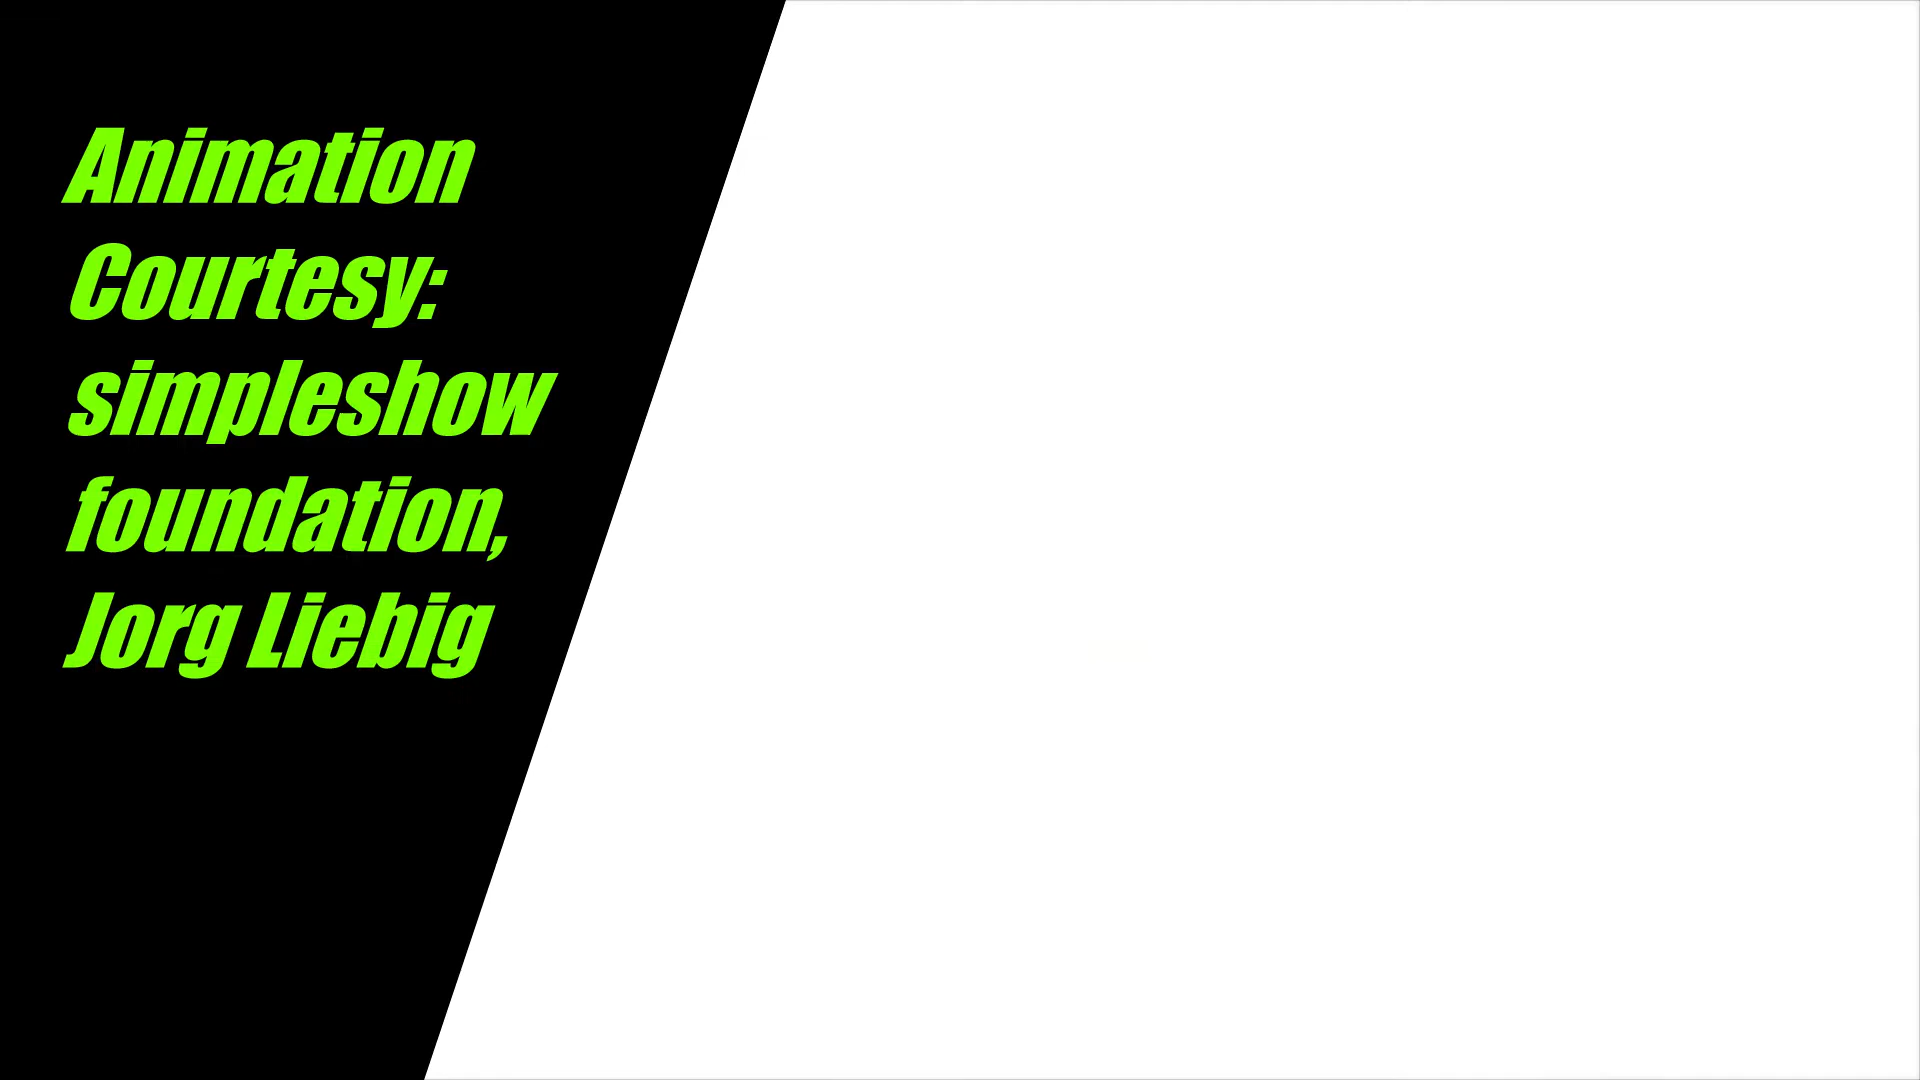 Animation
Courtesy:
simpleshow
foundation,
Jorg Liebig